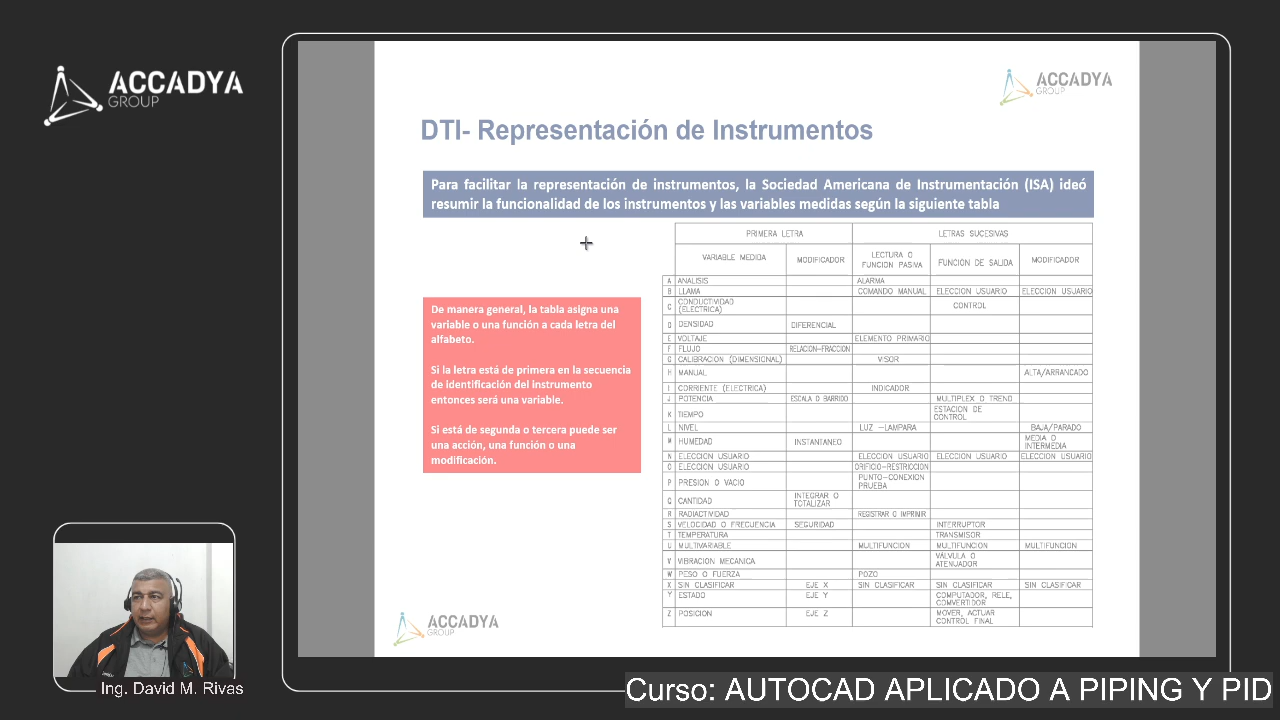 ACCADYA
GROUP
ACCADYA
GROUP
DTI- Representación de Instrumentos
Para facilitar la representación de instrumentos, la Sociedad Americana de Instrumentación (ISA) ideó
resumir la funcionalidad de los instrumentos y las variables medidas según la siguiente tabla
De manera general, la tabla asigna una
variable o una función a cada letra del
alfabeto.
Si la letra está de primera en la secuencia
de identificación del instrumento
entonces será una variable.
Si está de segunda o tercera puede ser
una acción, una función o una
modificación.
PRIMERA LETRA LETRAS SUCESIVAS
VARIABLE MEDIDA MODIFICADOR LECTURA O FUNCION PASIVA FUNCION DE SALIDA MODIFICADOR
A ANALISIS ALARMA
B LLAMA COMANDO MANUAL ELECCION USUARIO ELECCION USUARIO
C CONDUCTIVIDAD (ELECTRICA) CONTROL
D DENSIDAD DIFERENCIAL
E VOLTAJE ELEMENTO PRIMARIO
F FLUJO RELACION-FRACCION
G CALIBRACION (DIMENSIONAL) VISOR
H MANUAL ALTA/ARRANCADO
I CORRIENTE (ELECTRICA) INDICADOR
J POTENCIA ESCALA O BARRIDO MULTIPLEX O TREND
K TIEMPO ESTACION DE CONTROL
L NIVEL LUZ -LAMPARA BAJA/PARADO
M HUMEDAD INSTANTANEO MEDIA O INTERMEDIA
N ELECCION USUARIO ELECCION USUARIO ELECCION USUARIO ELECCION USUARIO
O ELECCION USUARIO ORIFICIO-RESTRICCION
P PRESION O VACIO PUNTO-CONEXION PRUEBA
Q CANTIDAD INTEGRAR O TOTALIZAR
R RADIACTIVIDAD REGISTRAR O IMPRIMIR
S VELOCIDAD O FRECUENCIA SEGURIDAD INTERRUPTOR
T TEMPERATURA TRANSMISOR
U MULTIVARIABLE MULTIFUNCION MULTIFUNCION MULTIFUNCION
V VIBRACION MECANICA VÁLVULA O ATENUADOR
W PESO O FUERZA POZO
X SIN CLASIFICAR EJE X SIN CLASIFICAR SIN CLASIFICAR SIN CLASIFICAR
Y ESTADO EJE Y COMPUTADOR, RELE, COMVERTIDOR
Z POSICION EJE Z MOVER, ACTUAR CONTROL FINAL
ACCADYA
GROUP
Ing. David M. Rivas
Curso: AUTOCAD APLICADO A PIPING Y PID